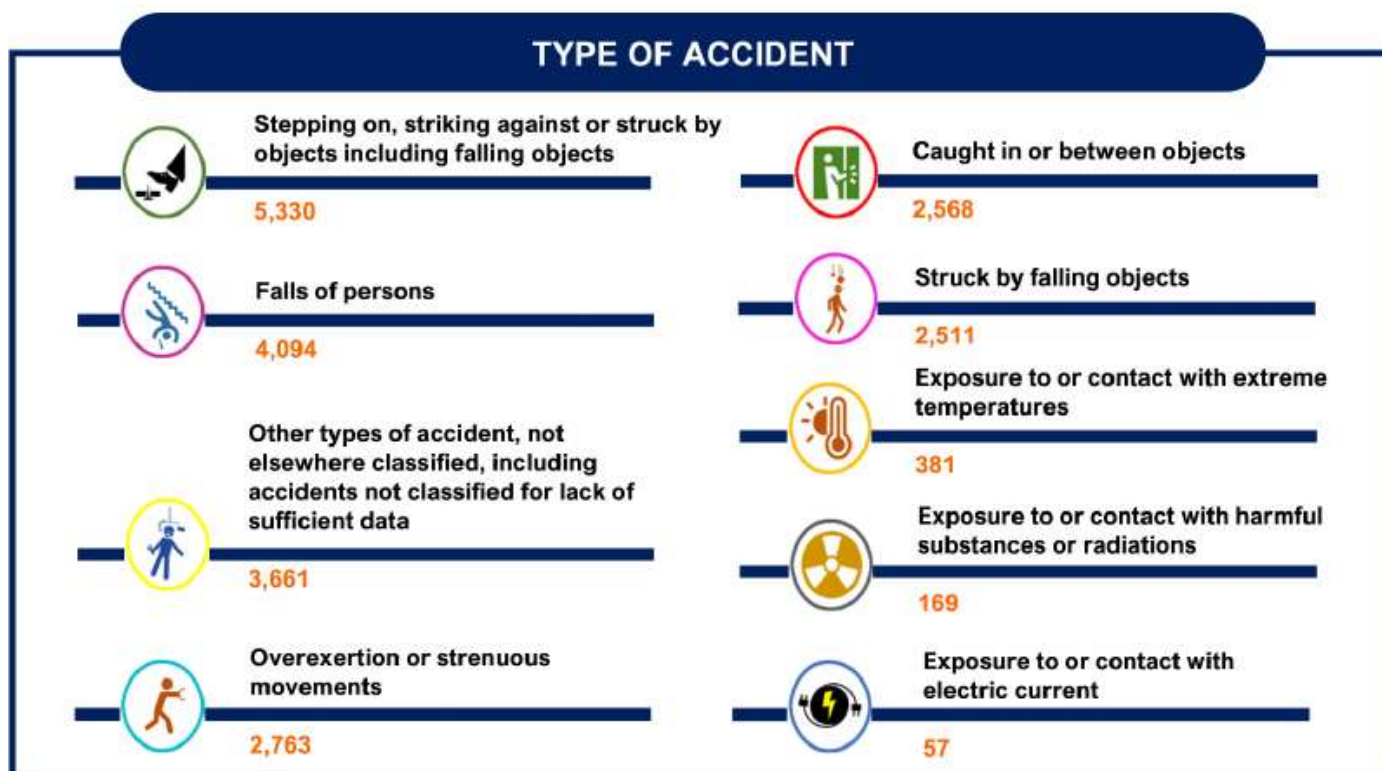 TYPE OF ACCIDENT
Stepping on, striking against or struck by
objects including falling objects
5,330
Falls of persons
4,094
Other types of accident, not
elsewhere classified, including
accidents not classified for lack of
sufficient data
3,661
Overexertion or strenuous
movements
2,763
Caught in or between objects
2,568
Struck by falling objects
2,511
Exposure to or contact with extreme
temperatures
381
Exposure to or contact with harmful
substances or radiations
169
Exposure to or contact with
electric current
57